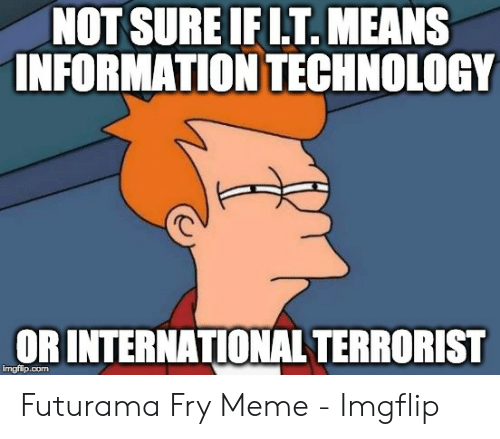 NOT SURE IF I.T. MEANS
INFORMATION TECHNOLOGY
OR INTERNATIONAL TERRORIST
imgflip.com
Futurama Fry Meme - Imgflip